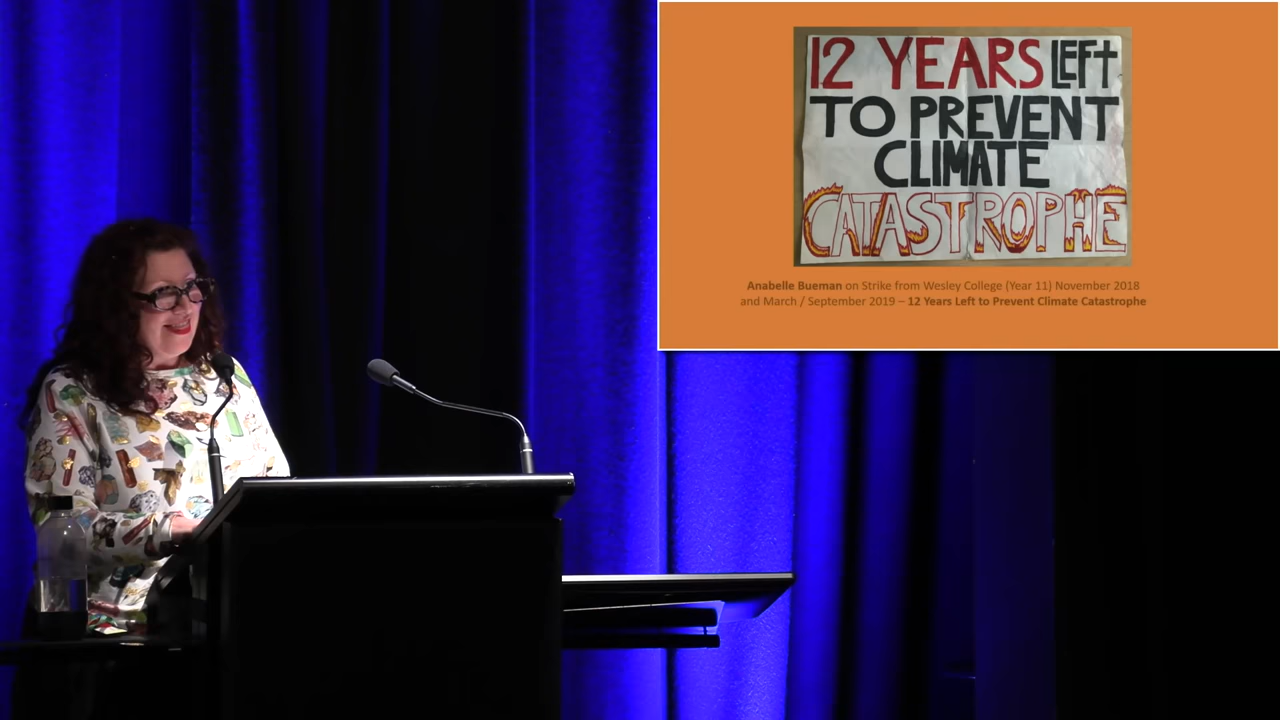 12 YEARS LEFT
TO PREVENT
CLIMATE
CATASTROPHE
Anabelle Bueman on Strike from Wesley College (Year 11) November 2018
and March / September 2019 – 12 Years Left to Prevent Climate Catastrophe